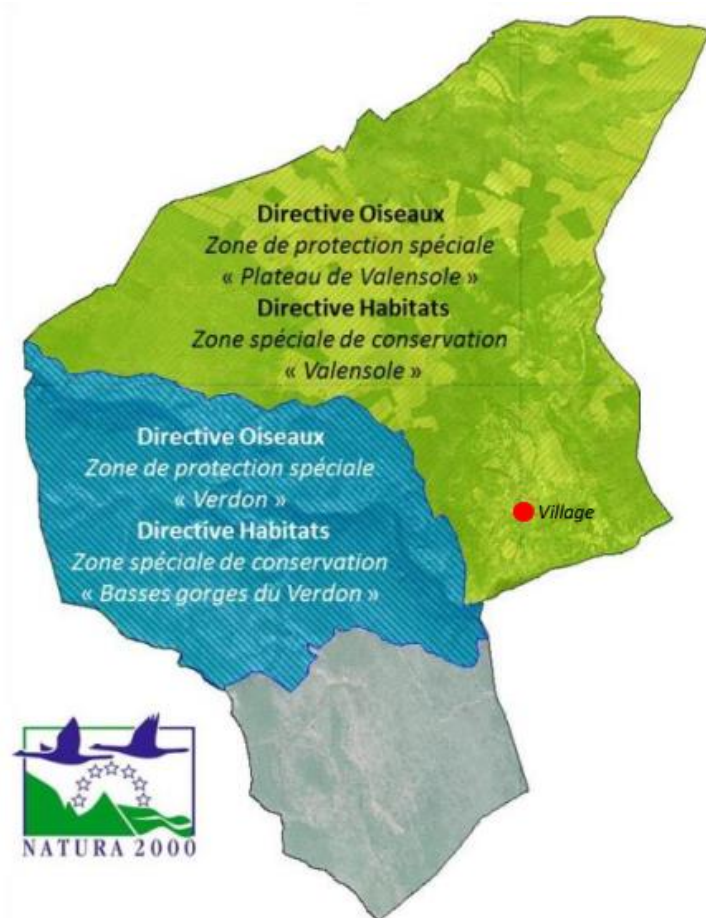 Directive Oiseaux
Zone de protection spéciale
« Plateau de Valensole »
Directive Habitats
Zone spéciale de conservation
« Valensole »
Directive Oiseaux
Zone de protection spéciale
« Verdon »
Directive Habitats
Zone spéciale de conservation
« Basses gorges du Verdon »
Village
NATURA 2000